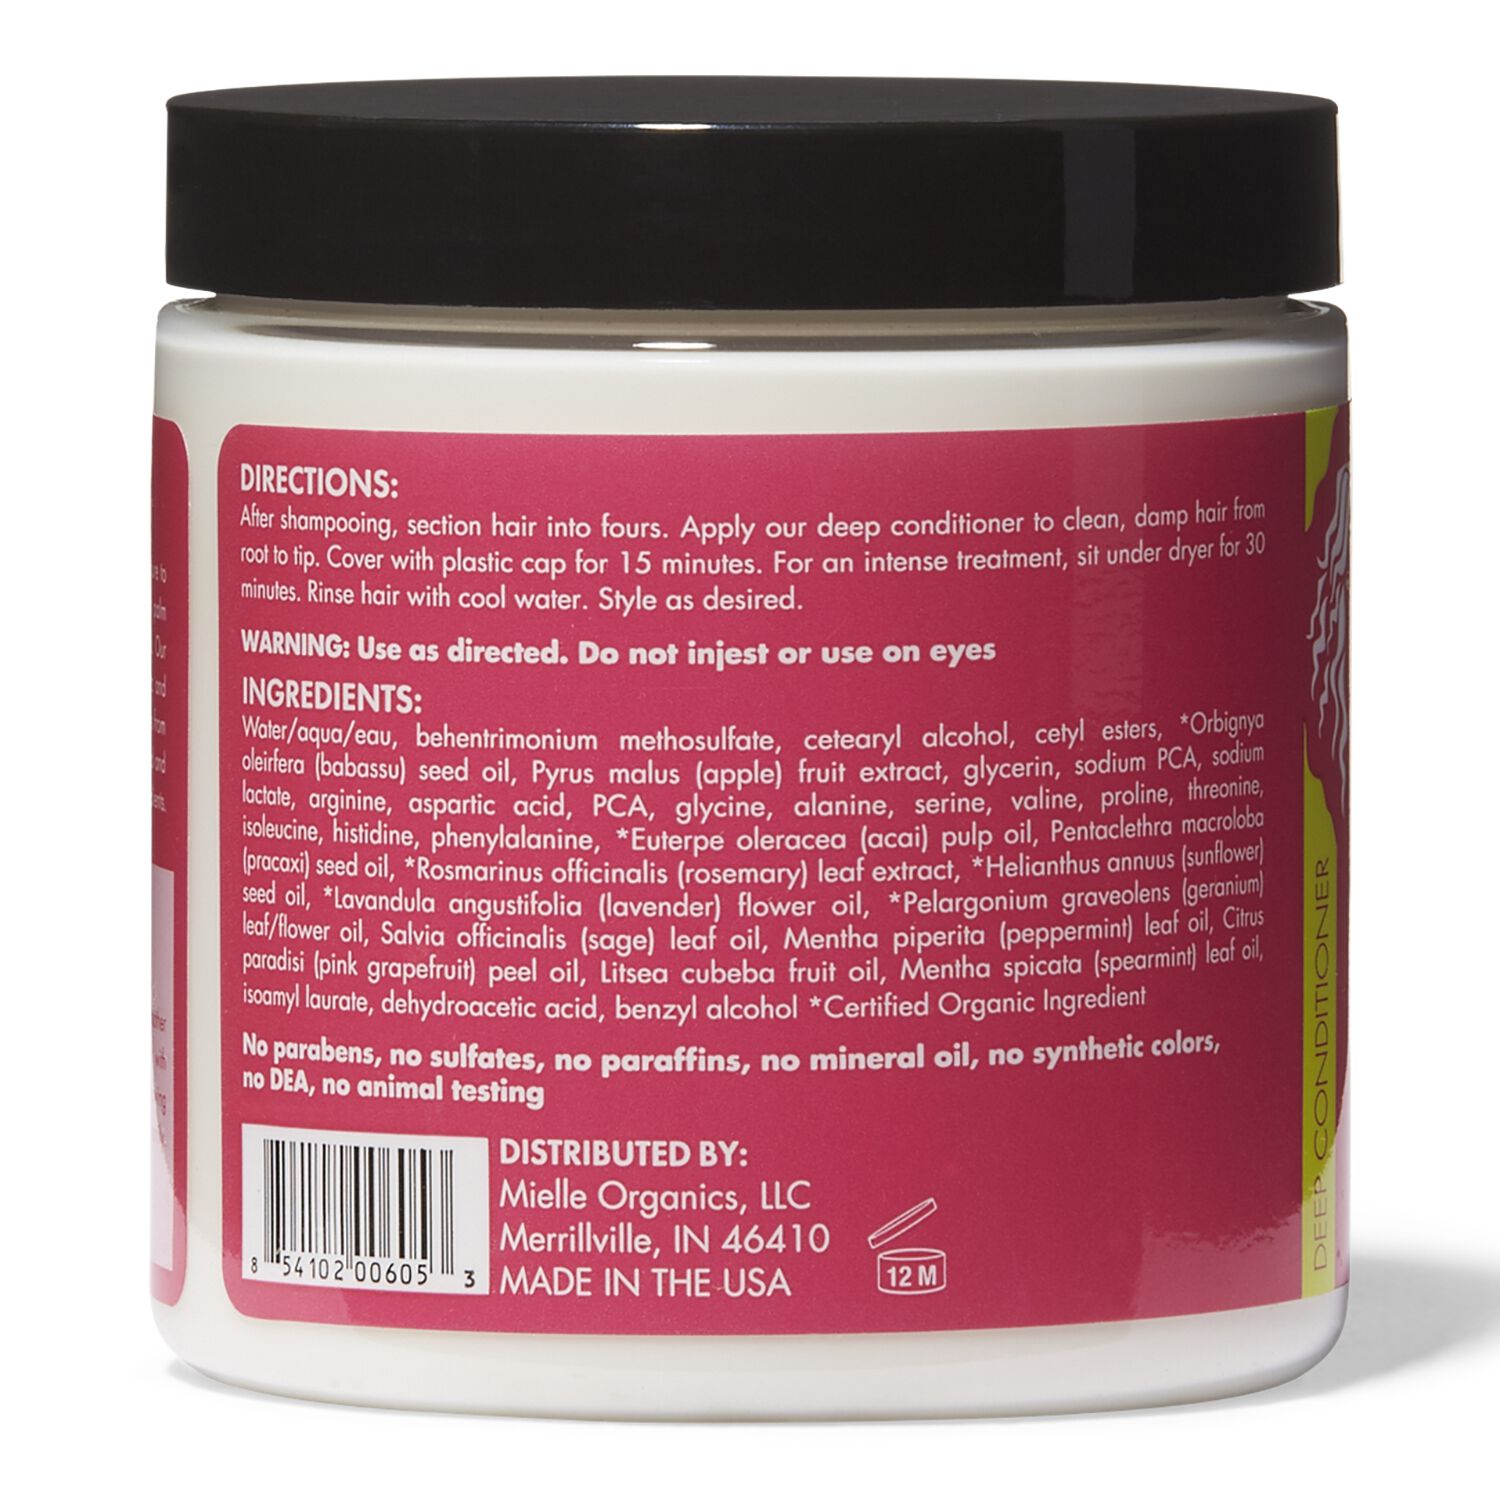 DIRECTIONS:
After shampooing, section hair into fours. Apply our deep conditioner to clean, damp hair from
root to tip. Cover with plastic cap for 15 minutes. For an intense treatment, sit under dryer for 30
minutes. Rinse hair with cool water. Style as desired.
WARNING: Use as directed. Do not injest or use on eyes
INGREDIENTS:
Water/aqua/eau, behentrimonium methosulfate, cetearyl alcohol, cetyl esters, *Orbignya
oleirfera (babassu) seed oil, Pyrus malus (apple) fruit extract, glycerin, sodium PCA, sodium
lactate, arginine, aspartic acid, PCA, glycine, alanine, serine, valine, proline, threonine,
isoleucine, histidine, phenylalanine, *Euterpe oleracea (acai) pulp oil, Pentaclethra macroloba
(pracaxi) seed oil, *Rosmarinus officinalis (rosemary) leaf extract, *Helianthus annuus (sunflower)
seed oil, *Lavandula angustifolia (lavender) flower oil, *Pelargonium graveolens (geranium)
leaf/flower oil, Salvia officinalis (sage) leaf oil, Mentha piperita (peppermint) leaf oil, Citrus
paradisi (pink grapefruit) peel oil, Litsea cubeba fruit oil, Mentha spicata (spearmint) leaf oil,
isoamyl laurate, dehydroacetic acid, benzyl alcohol *Certified Organic Ingredient
No parabens, no sulfates, no paraffins, no mineral oil, no synthetic colors,
no DEA, no animal testing
8 54102 00605 3
DISTRIBUTED BY:
Mielle Organics, LLC
Merrillville, IN 46410
MADE IN THE USA
12 M
DEEP CONDITIONER